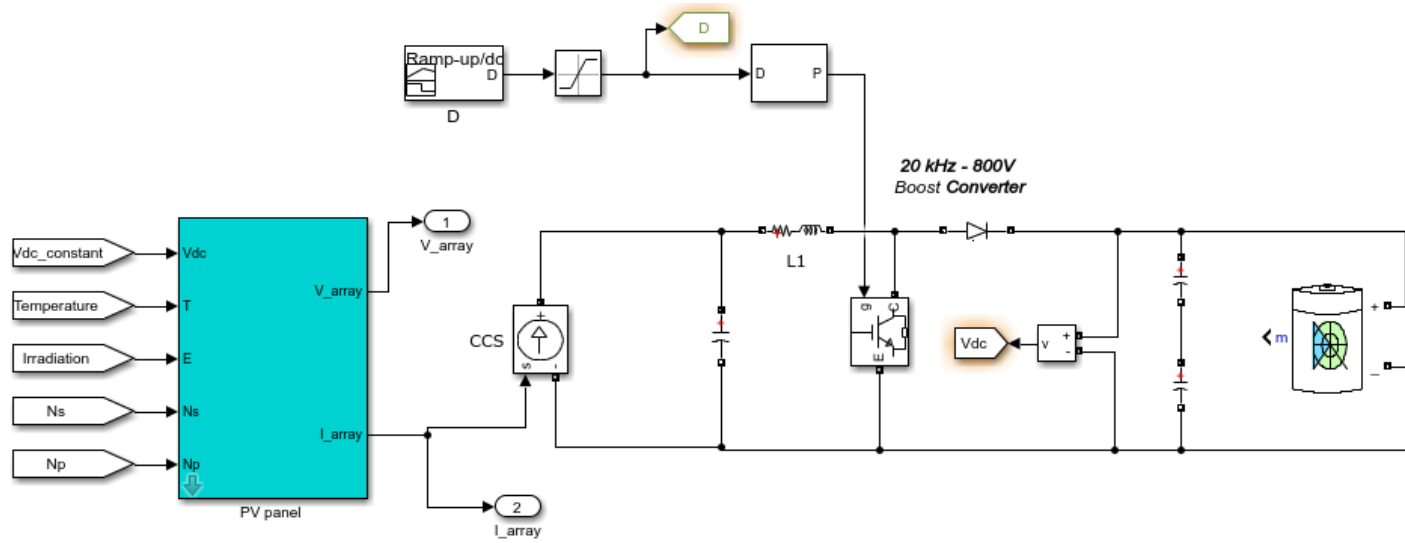 D
Ramp-up/do
D
D
P
D
20 kHz - 800V
Boost Converter
1
V_array
Vdc_constant
Vdc
V_array
L1
Temperature
T
g
C
+
CCS
+
Vdc
v
+
-
m
Irradiation
E
E
s
-
_
Ns
Ns
I_array
Np
Np
PV panel
2
I_array